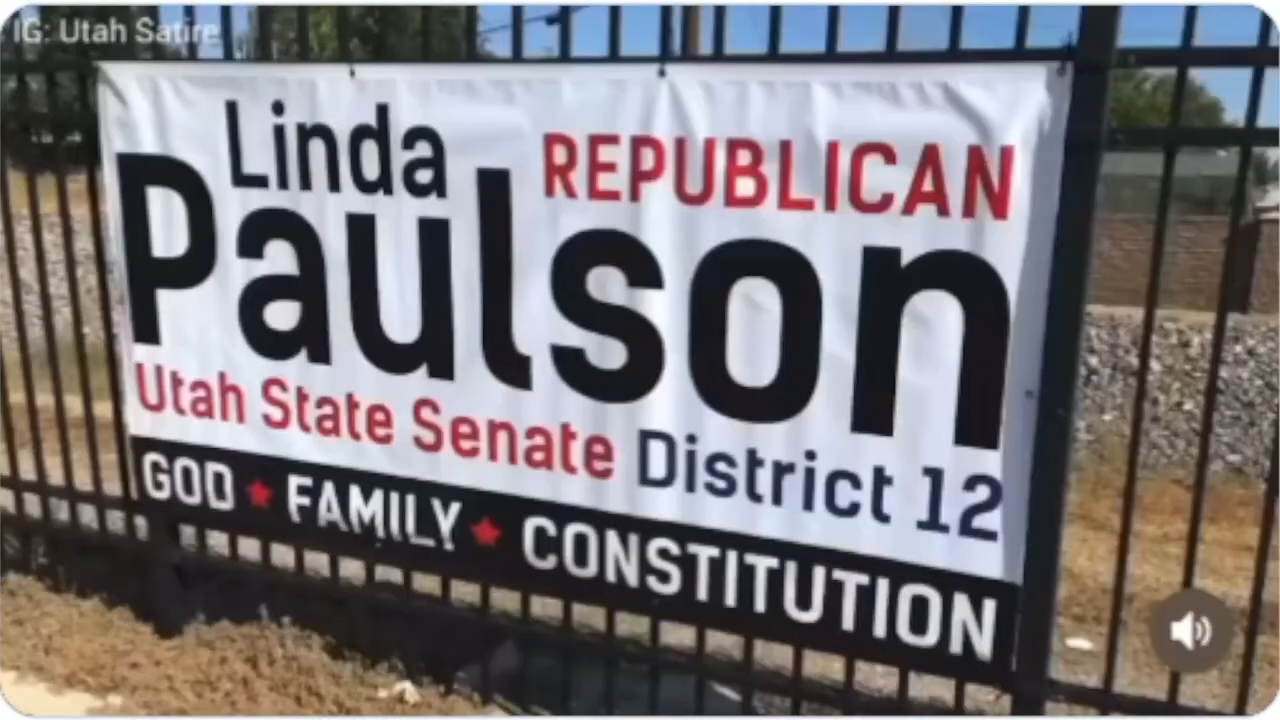 IG: Utah Satire
Linda
REPUBLICAN
Paulson
Utah State Senate District 12
GOD ★ FAMILY ★ CONSTITUTION